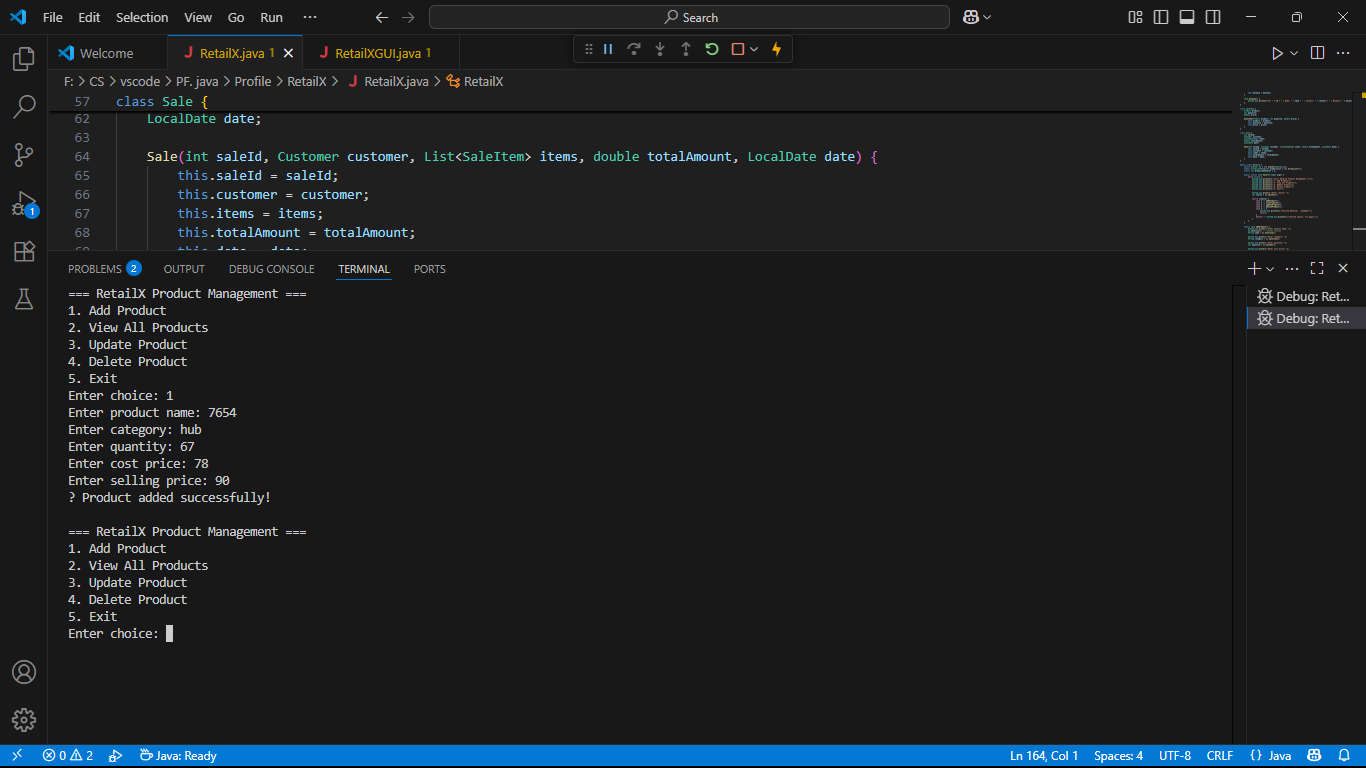 File Edit Selection View Go Run ··· Search
Welcome RetailX.java 1 RetailXGUI.java 1
F: > CS > vscode > PF. java > Profile > RetailX > RetailX.java > RetailX
57 class Sale {
62 LocalDate date;
63
64 Sale(int saleId, Customer customer, List<SaleItem> items, double totalAmount, LocalDate date) {
65 this.saleId = saleId;
66 this.customer = customer;
67 this.items = items;
68 this.totalAmount = totalAmount;
PROBLEMS 2 OUTPUT DEBUG CONSOLE TERMINAL PORTS
=== RetailX Product Management ===
1. Add Product
2. View All Products
3. Update Product
4. Delete Product
5. Exit
Enter choice: 1
Enter product name: 7654
Enter category: hub
Enter quantity: 67
Enter cost price: 78
Enter selling price: 90
? Product added successfully!
=== RetailX Product Management ===
1. Add Product
2. View All Products
3. Update Product
4. Delete Product
5. Exit
Enter choice:
Debug: Ret...
Debug: Ret...
1
0 2 Java: Ready Ln 164, Col 1 Spaces: 4 UTF-8 CRLF {} Java